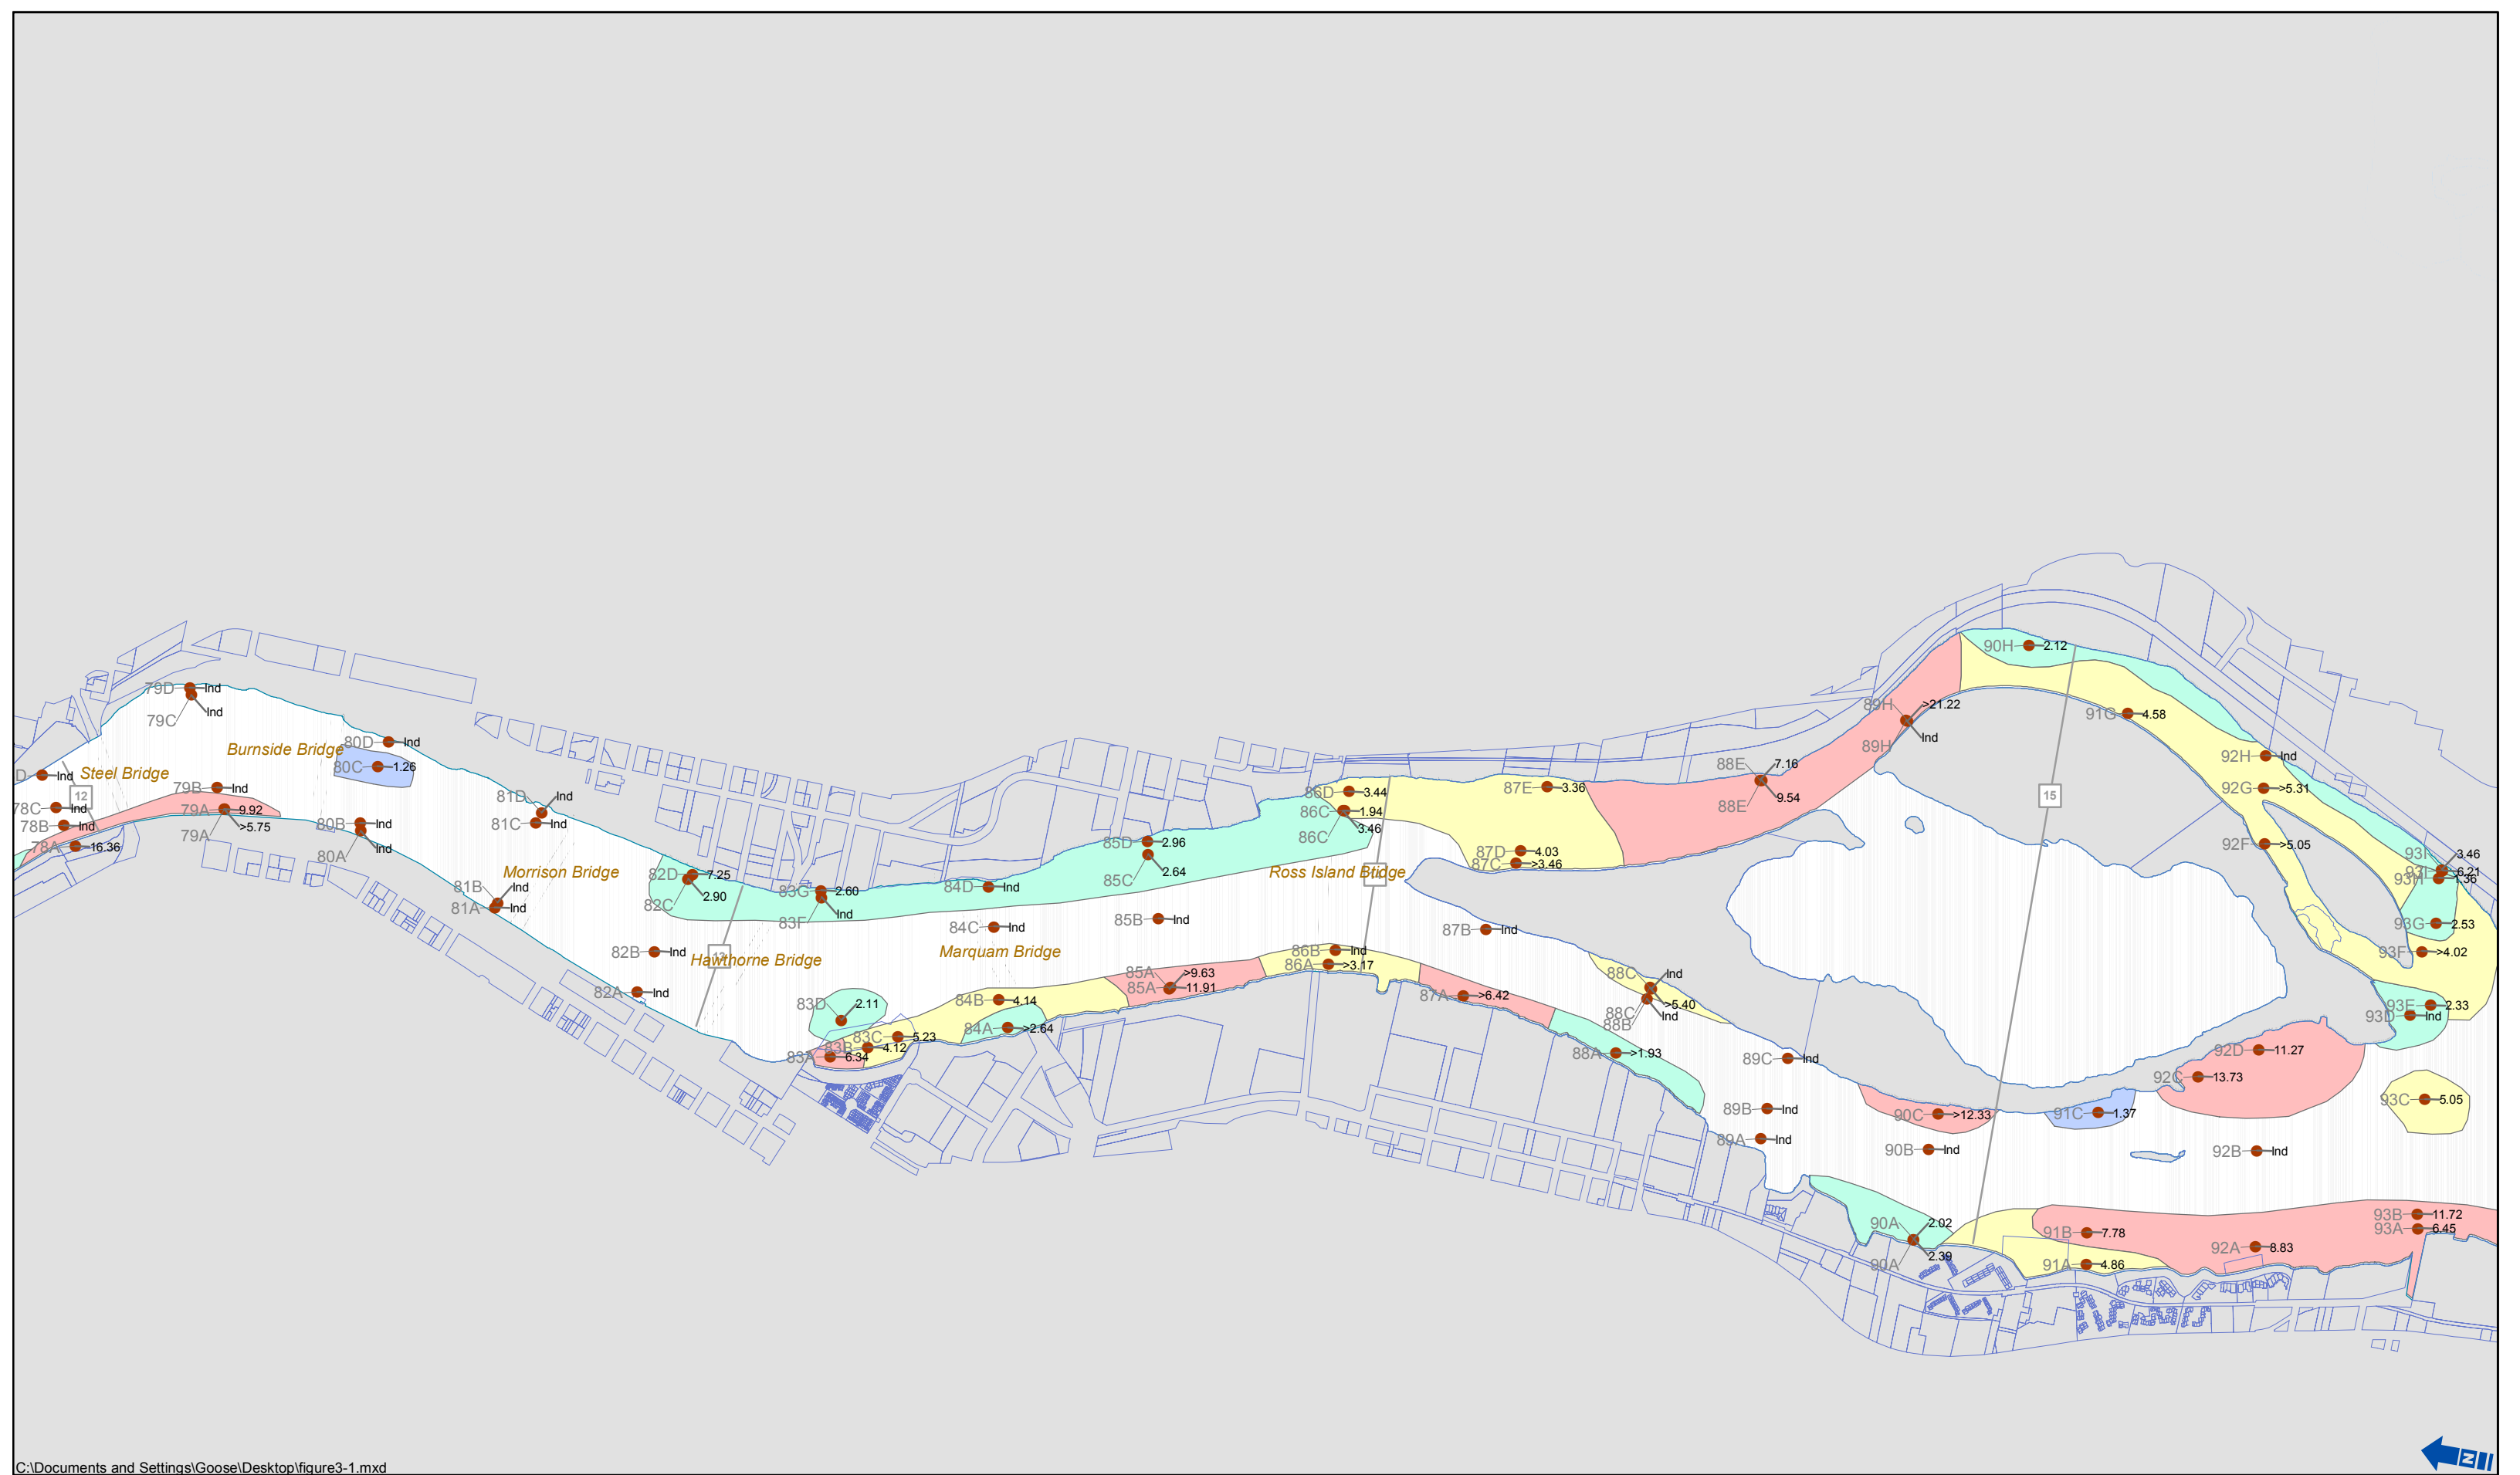 90H 2.12
79D Ind
79C Ind
89H >21.22
89H Ind
91G 4.58
80D Ind
Burnside Bridge
92H Ind
80C 1.26
D Ind
Steel Bridge
12
88E 7.16
88E 9.54
79B Ind
87E 3.36
92G >5.31
86D 3.44
15
81D Ind
78C Ind
79A 9.92
79A >5.75
86C 1.94
86C 3.46
81C Ind
78B Ind
80B Ind
80A Ind
78A 16.36
85D 2.96
85C 2.64
87D 4.03
87C >3.46
92F >5.05
93I 3.46
6.21
93H 1.36
Morrison Bridge
Ross Island Bridge
82D 7.25
82C 2.90
81B Ind
81A Ind
84D Ind
83G 2.60
83F Ind
85B Ind
93G 2.53
84C Ind
87B Ind
82B Ind
Hawthorne Bridge
Marquam Bridge
86B Ind
86A >3.17
93F >4.02
85A >9.63
85A 11.91
88C Ind
88C >5.40
88B Ind
82A Ind
87A >6.42
84B 4.14
83D 2.11
93E 2.33
93D Ind
84A >2.64
83C 5.23
83B 4.12
83A 6.34
88A >1.93
89C Ind
92D 11.27
92C 13.73
93C 5.05
89B Ind
90C >12.33
91C 1.37
89A Ind
90B Ind
92B Ind
93B 11.72
93A 6.45
90A 2.02
90A 2.39
91B 7.78
92A 8.83
91A 4.86
N
C:\Documents and Settings\Goose\Desktop\figure3-1.mxd